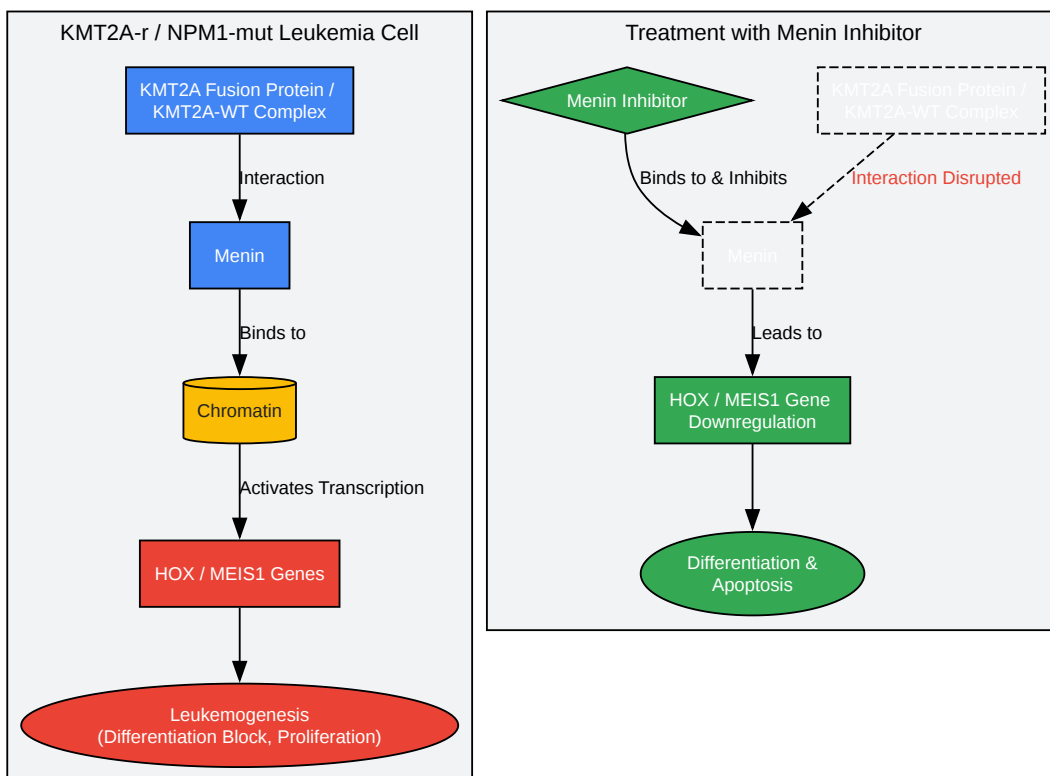 KMT2A-r / NPM1-mut Leukemia Cell
KMT2A Fusion Protein /
KMT2A-WT Complex
Interaction
Menin
Binds to
Chromatin
Activates Transcription
HOX / MEIS1 Genes
Leukemogenesis
(Differentiation Block, Proliferation)
Treatment with Menin Inhibitor
Menin Inhibitor
KMT2A Fusion Protein /
KMT2A-WT Complex
Binds to & Inhibits
Interaction Disrupted
Menin
Leads to
HOX / MEIS1 Gene
Downregulation
Differentiation &
Apoptosis